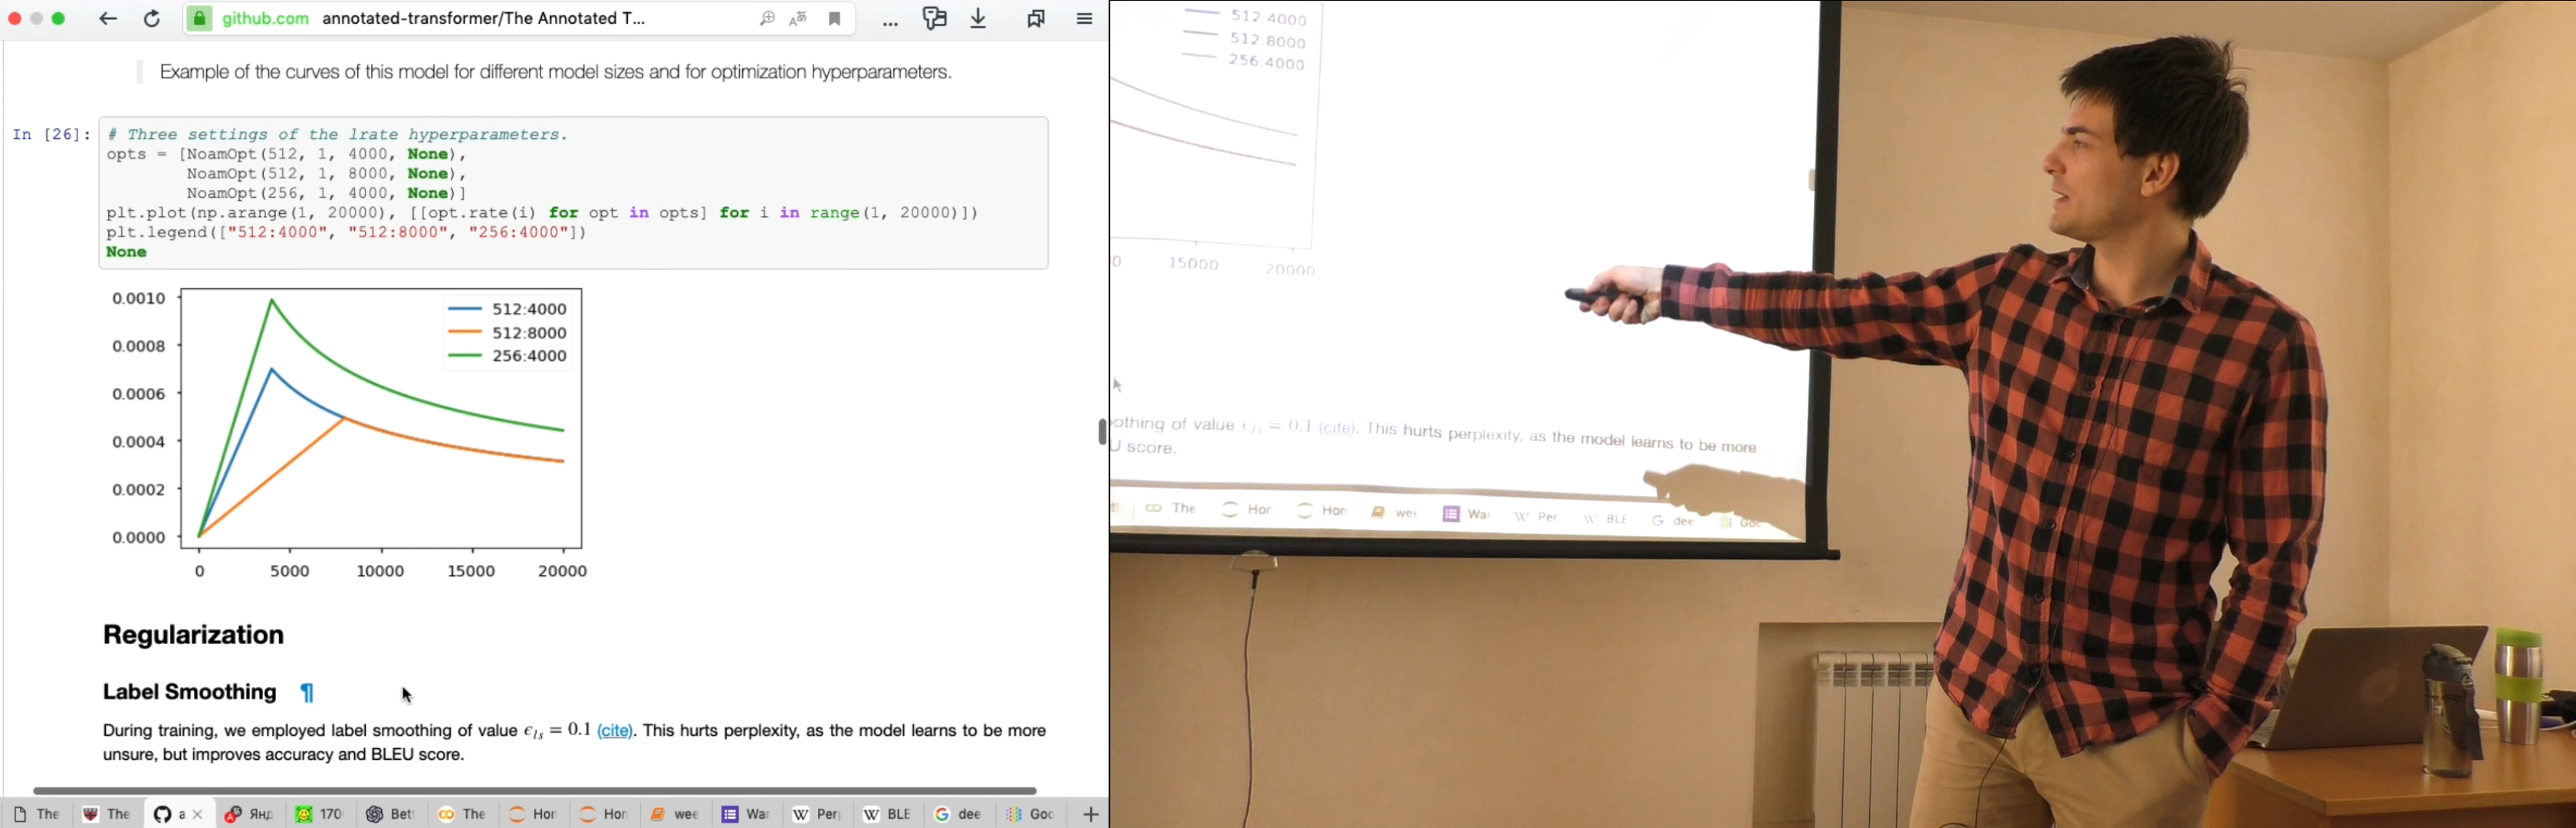 github.com annotated-transformer/The Annotated T...
Example of the curves of this model for different model sizes and for optimization hyperparameters.
In [26]:
# Three settings of the lrate hyperparameters.
opts = [NoamOpt(512, 1, 4000, None),
NoamOpt(512, 1, 8000, None),
NoamOpt(256, 1, 4000, None)]
plt.plot(np.arange(1, 20000), [[opt.rate(i) for opt in opts] for i in range(1, 20000)])
plt.legend(["512:4000", "512:8000", "256:4000"])
None
0.0010
0.0008
0.0006
0.0004
0.0002
0.0000
512:4000
512:8000
256:4000
0 5000 10000 15000 20000
Regularization
Label Smoothing ¶
During training, we employed label smoothing of value ϵls = 0.1 (cite). This hurts perplexity, as the model learns to be more
unsure, but improves accuracy and BLEU score.
The The a Янд 170 Bet The Hor Hor wee War Per BLE dee Goo
512:4000
512:8000
256:4000
0 15000 20000
othing of value ϵls = 0.1 (cite). This hurts perplexity, as the model learns to be more
U score.
The Hor Hor wee Wa Per BLE dee Goo